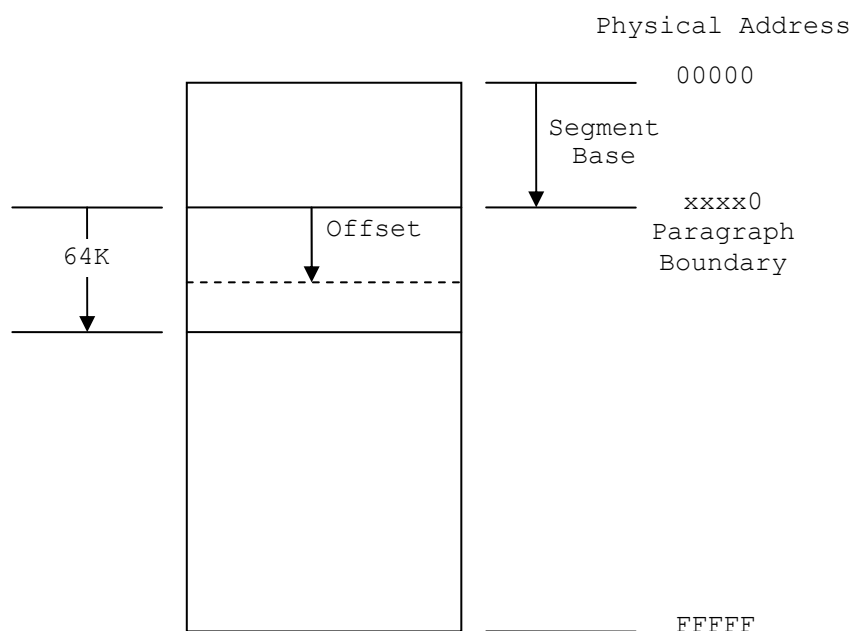 Physical Address
00000
Segment
Base
xxxx0
Paragraph
Boundary
Offset
64K
FFFFF